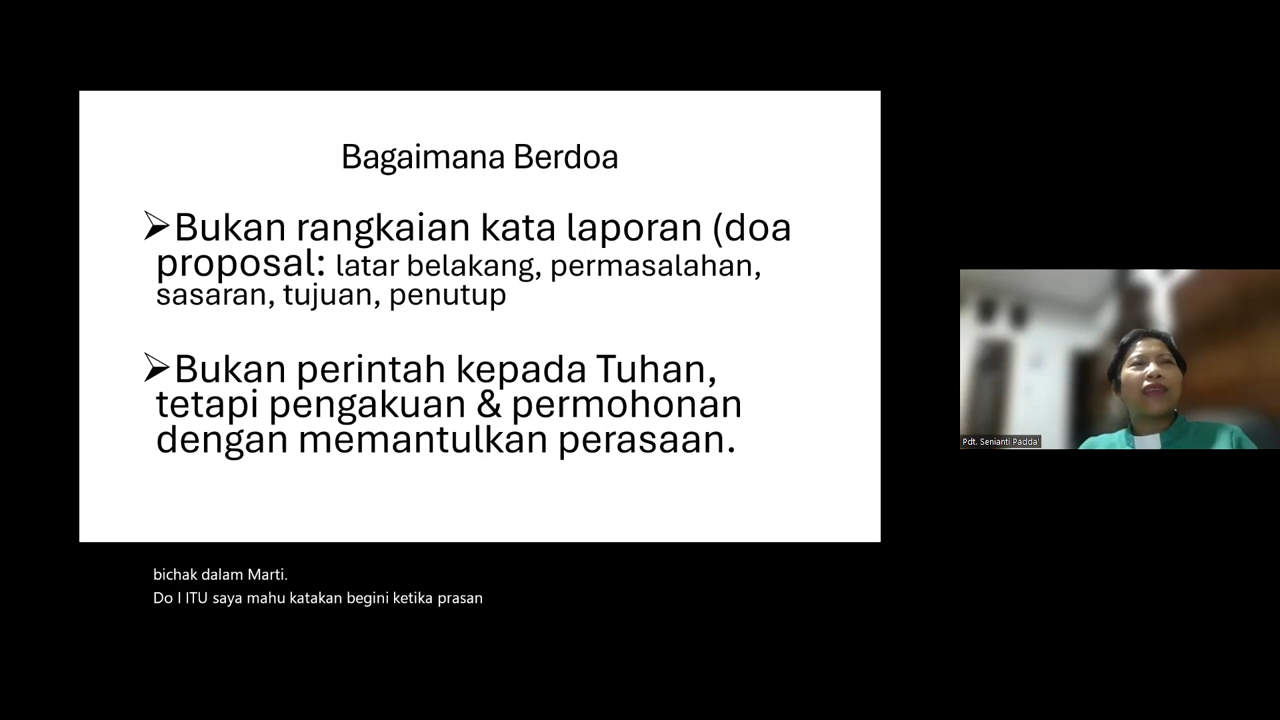 Bagaimana Berdoa
➢Bukan rangkaian kata laporan (doa
proposal: latar belakang, permasalahan,
sasaran, tujuan, penutup
➢Bukan perintah kepada Tuhan,
tetapi pengakuan & permohonan
dengan memantulkan perasaan.
Pdt. Senianti Padda'
bichak dalam Marti.
Do I ITU saya mahu katakan begini ketika prasan